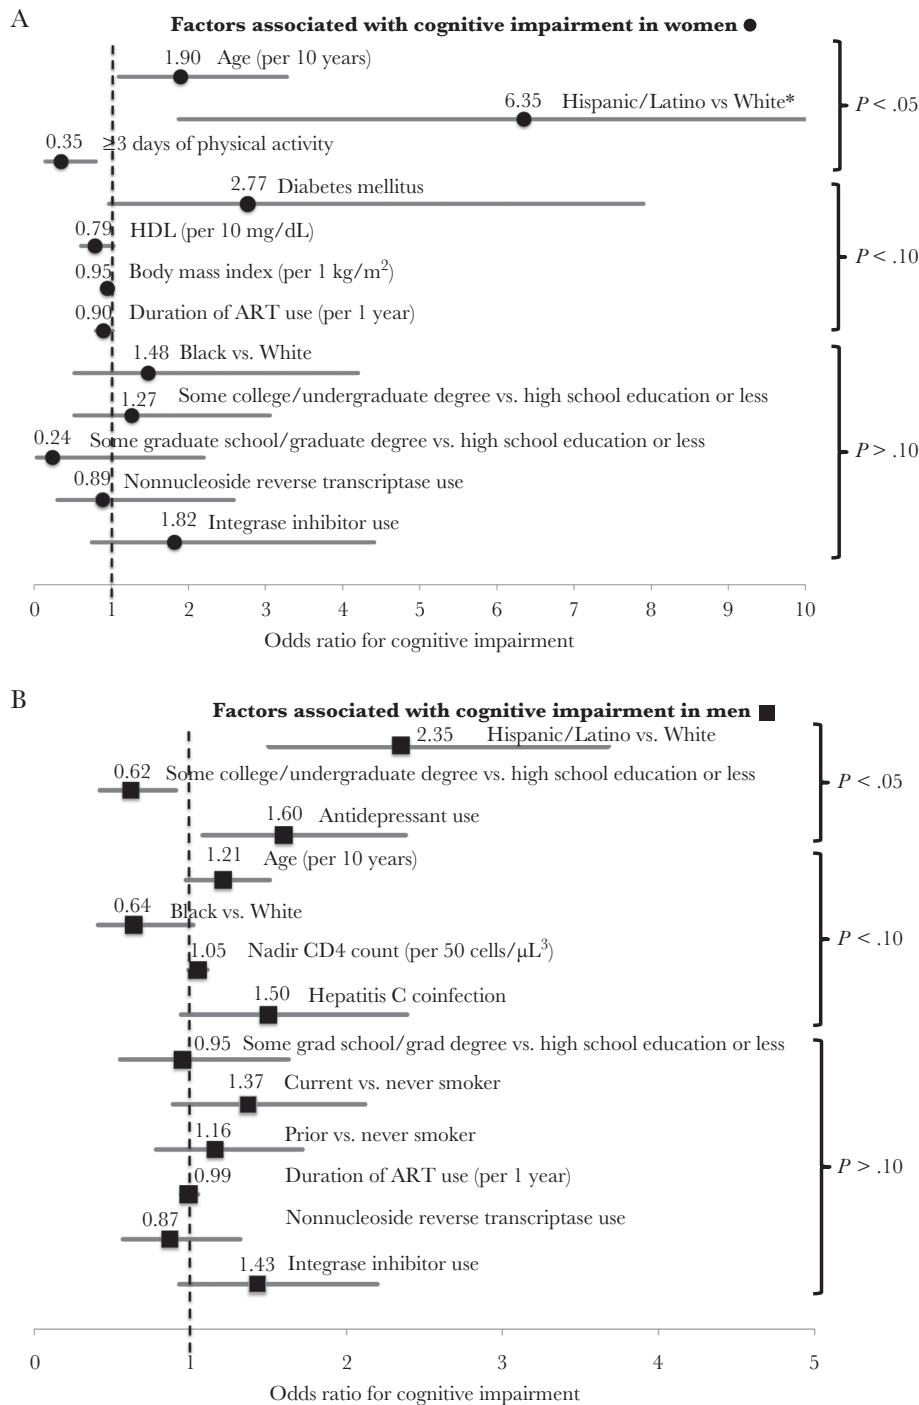 A
Factors associated with cognitive impairment in women
1.90 Age (per 10 years)
6.35 Hispanic/Latino vs White*
P < .05
0.35 ≥3 days of physical activity
2.77 Diabetes mellitus
0.79 HDL (per 10 mg/dL)
P < .10
0.95 Body mass index (per 1 kg/m²)
0.90 Duration of ART use (per 1 year)
1.48 Black vs. White
1.27 Some college/undergraduate degree vs. high school education or less
0.24 Some graduate school/graduate degree vs. high school education or less
P > .10
0.89 Nonnucleoside reverse transcriptase use
1.82 Integrase inhibitor use
0 1 2 3 4 5 6 7 8 9 10
Odds ratio for cognitive impairment
B
Factors associated with cognitive impairment in men
2.35 Hispanic/Latino vs. White
0.62 Some college/undergraduate degree vs. high school education or less
P < .05
1.60 Antidepressant use
1.21 Age (per 10 years)
0.64 Black vs. White
P < .10
1.05 Nadir CD4 count (per 50 cells/μL³)
1.50 Hepatitis C coinfection
0.95 Some grad school/grad degree vs. high school education or less
1.37 Current vs. never smoker
1.16 Prior vs. never smoker
P > .10
0.99 Duration of ART use (per 1 year)
0.87 Nonnucleoside reverse transcriptase use
1.43 Integrase inhibitor use
0 1 2 3 4 5
Odds ratio for cognitive impairment